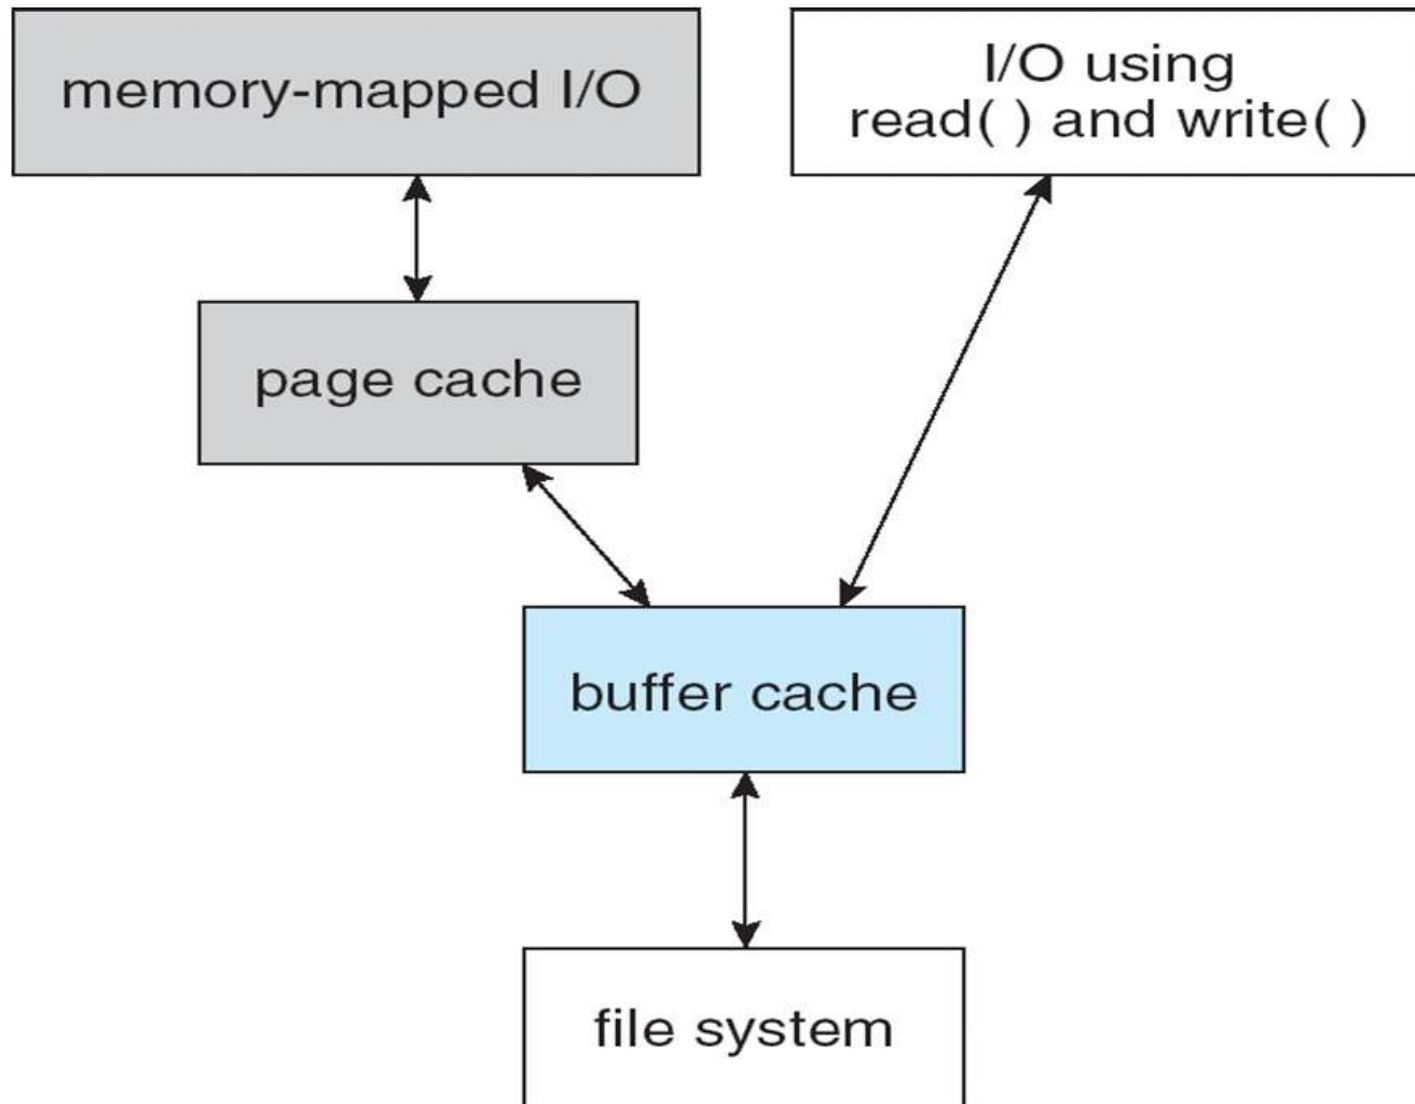 memory-mapped I/O
I/O using
read( ) and write( )
page cache
buffer cache
file system